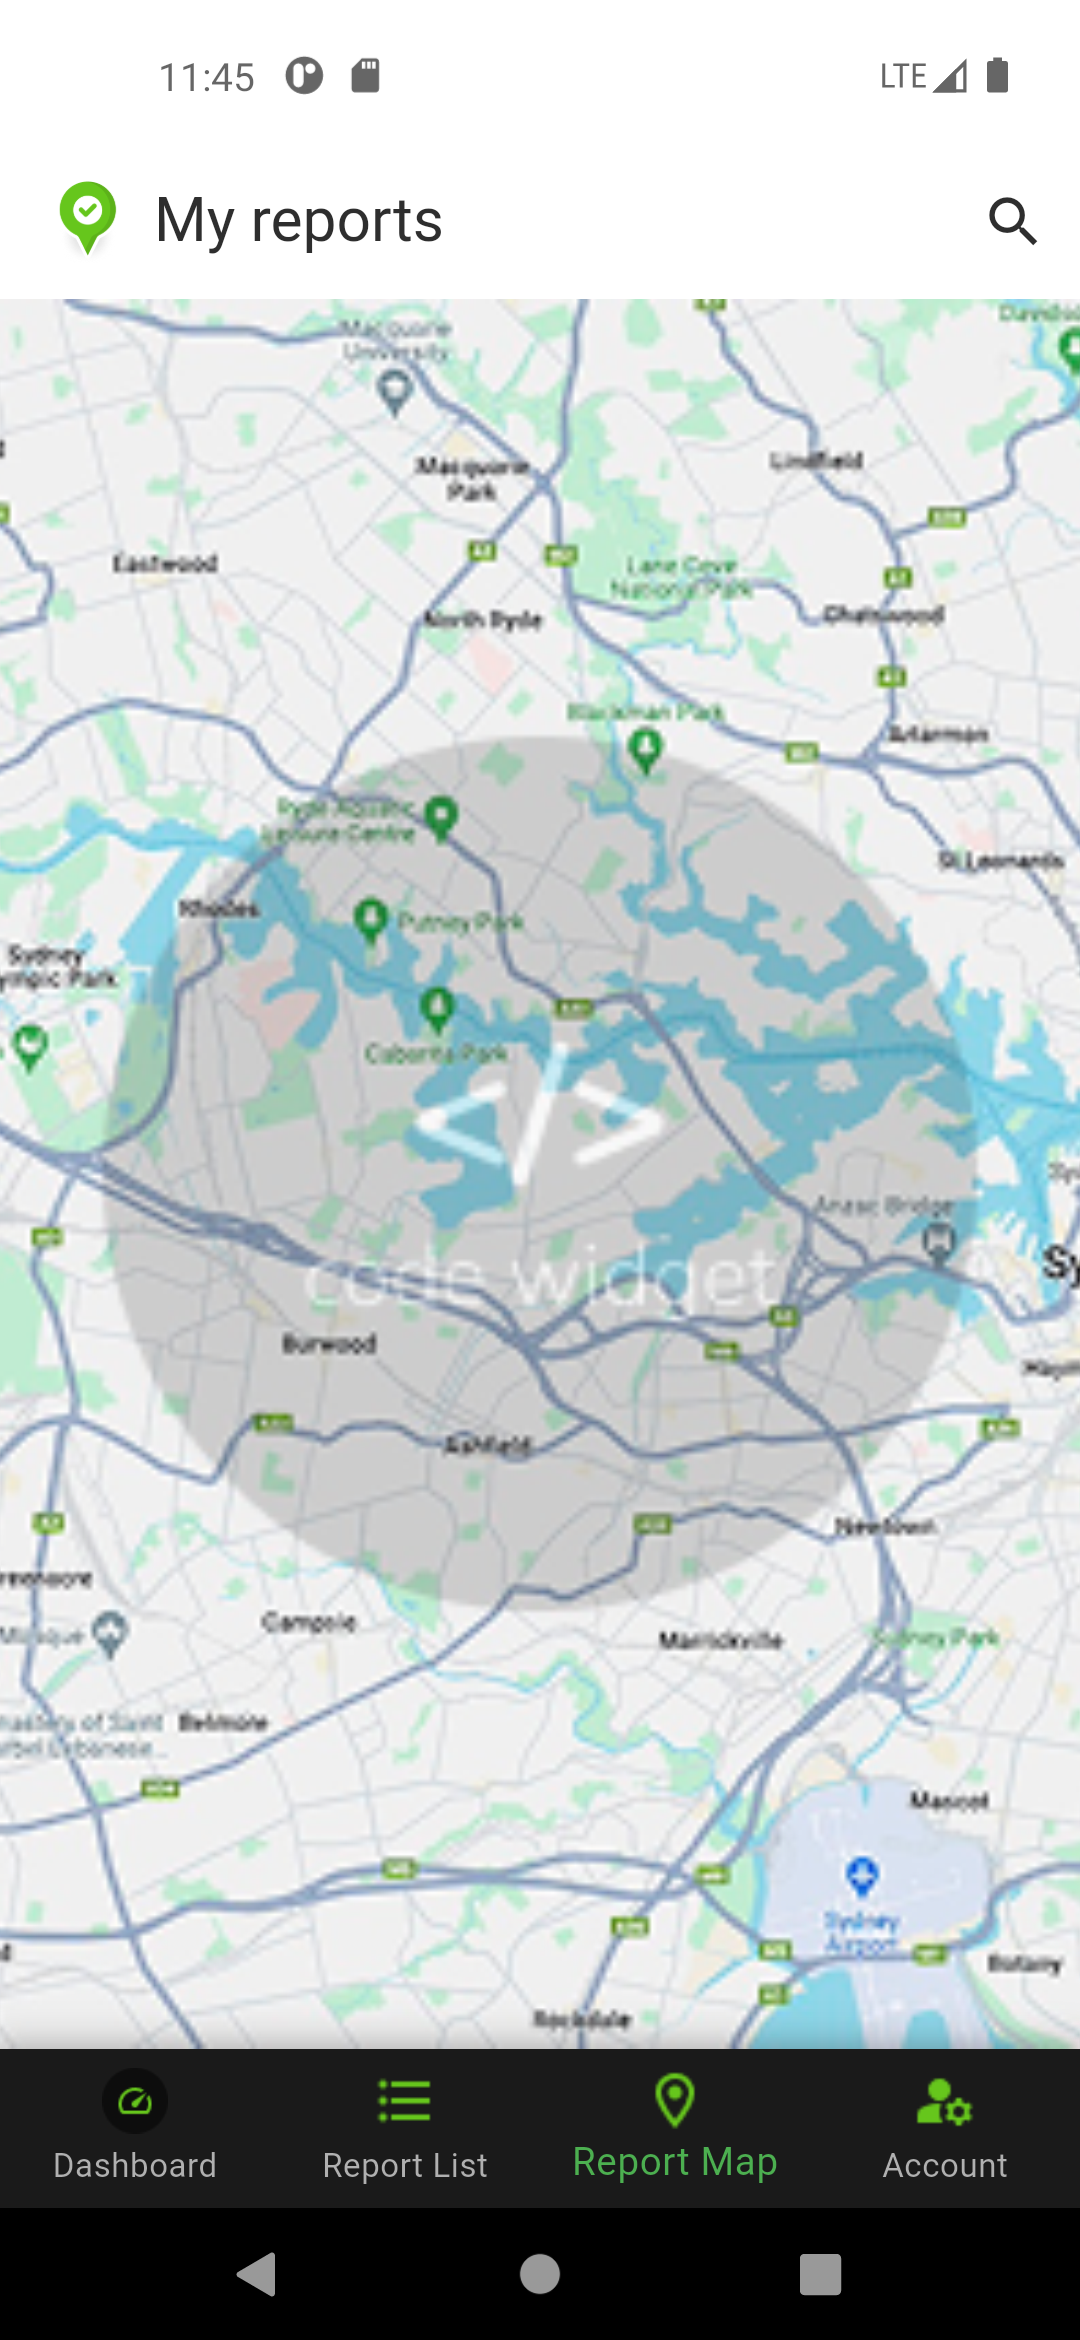 11:45
LTE
My reports
Macquarie
University
Macquarie
Park
Lindfield
Eastwood
Lane Cove
National Park
North Ryde
Chatswood
Blackman Park
Artarmon
Ryde Aquatic
Leisure Centre
St Leonards
Rhodes
Putney Park
Sydney
ympic Park
Cabarita Park
</>
Anzac Bridge
Sy
code widget
Burwood
Ashfield
Newtown
Campsie
Marrickville
Sydney Park
Belmore
Mascot
Sydney
Airport
Botany
Rockdale
Dashboard
Report List
Report Map
Account